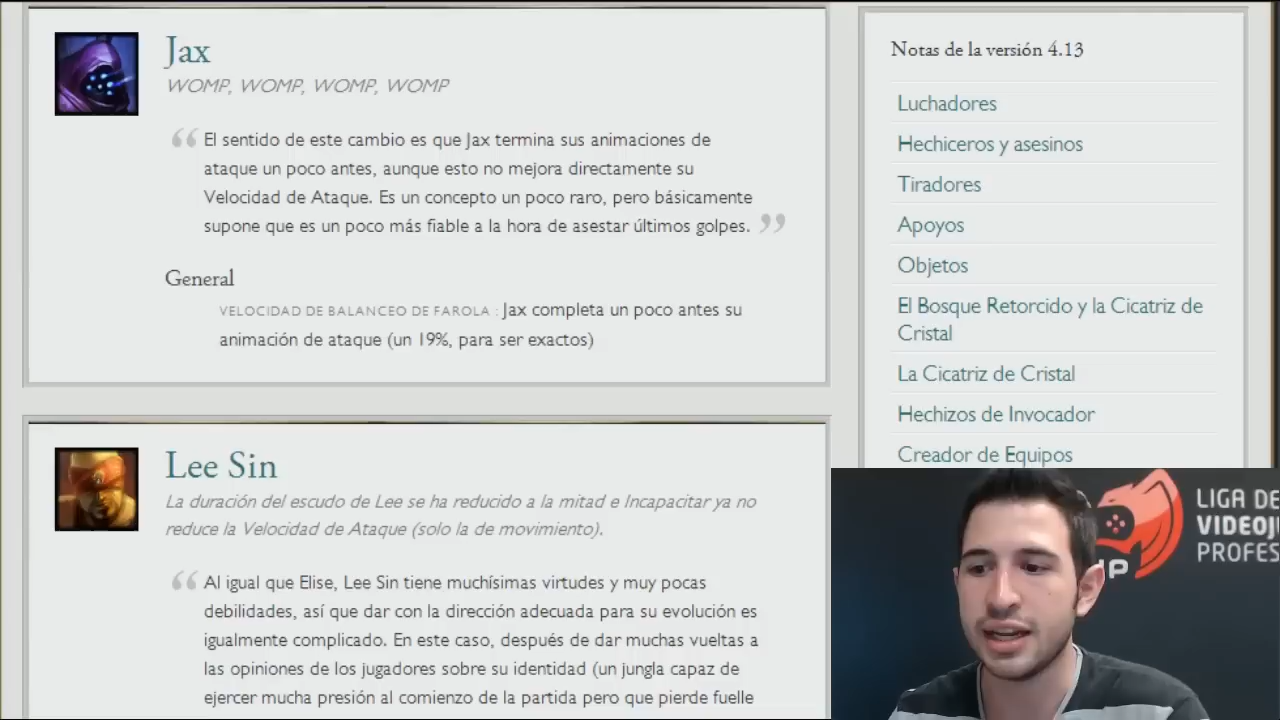 Jax
WOMP, WOMP, WOMP, WOMP
“ El sentido de este cambio es que Jax termina sus animaciones de
ataque un poco antes, aunque esto no mejora directamente su
Velocidad de Ataque. Es un concepto un poco raro, pero básicamente
supone que es un poco más fiable a la hora de asestar últimos golpes. ”
General
VELOCIDAD DE BALANCEO DE FAROLA : Jax completa un poco antes su
animación de ataque (un 19%, para ser exactos)
Lee Sin
La duración del escudo de Lee se ha reducido a la mitad e Incapacitar ya no
reduce la Velocidad de Ataque (solo la de movimiento).
“ Al igual que Elise, Lee Sin tiene muchísimas virtudes y muy pocas
debilidades, así que dar con la dirección adecuada para su evolución es
igualmente complicado. En este caso, después de dar muchas vueltas a
las opiniones de los jugadores sobre su identidad (un jungla capaz de
ejercer mucha presión al comienzo de la partida pero que pierde fuelle
Notas de la versión 4.13
Luchadores
Hechiceros y asesinos
Tiradores
Apoyos
Objetos
El Bosque Retorcido y la Cicatriz de
Cristal
La Cicatriz de Cristal
Hechizos de Invocador
Creador de Equipos
LIGA DE
VIDEOJ
PROFES